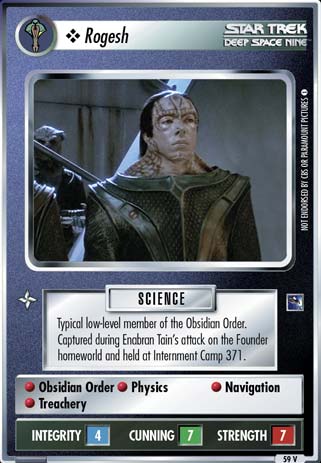 ❖ Rogesh
STAR TREK
DEEP SPACE NINE
NOT ENDORSED BY CBS OR PARAMOUNT PICTURES
SCIENCE
Typical low-level member of the Obsidian Order.
Captured during Enabran Tain's attack on the Founder
homeworld and held at Internment Camp 371.
Obsidian Order Physics Navigation
Treachery
INTEGRITY 4 CUNNING 7 STRENGTH 7
59 V